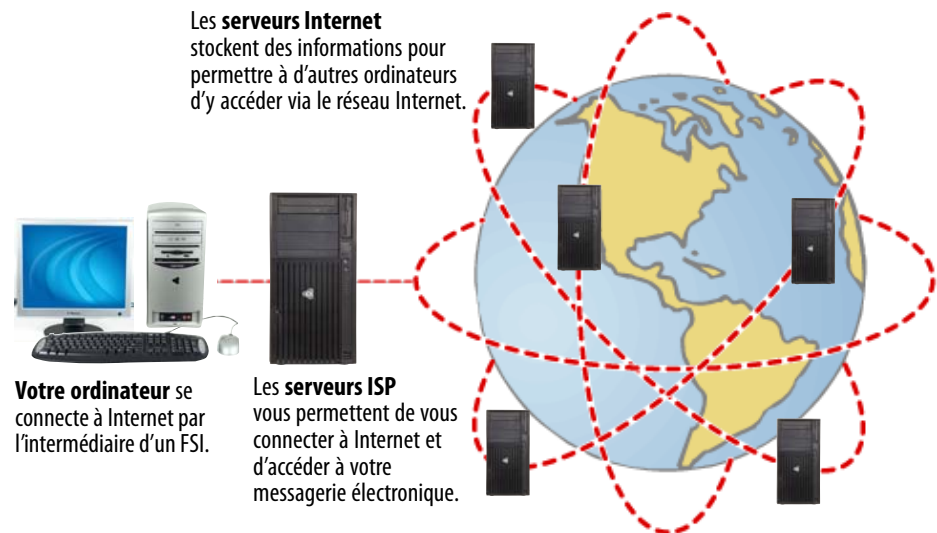 Les serveurs Internet
stockent des informations pour
permettre à d'autres ordinateurs
d'y accéder via le réseau Internet.
Votre ordinateur se
connecte à Internet par
l'intermédiaire d'un FSI.
Les serveurs ISP
vous permettent de vous
connecter à Internet et
d'accéder à votre
messagerie électronique.